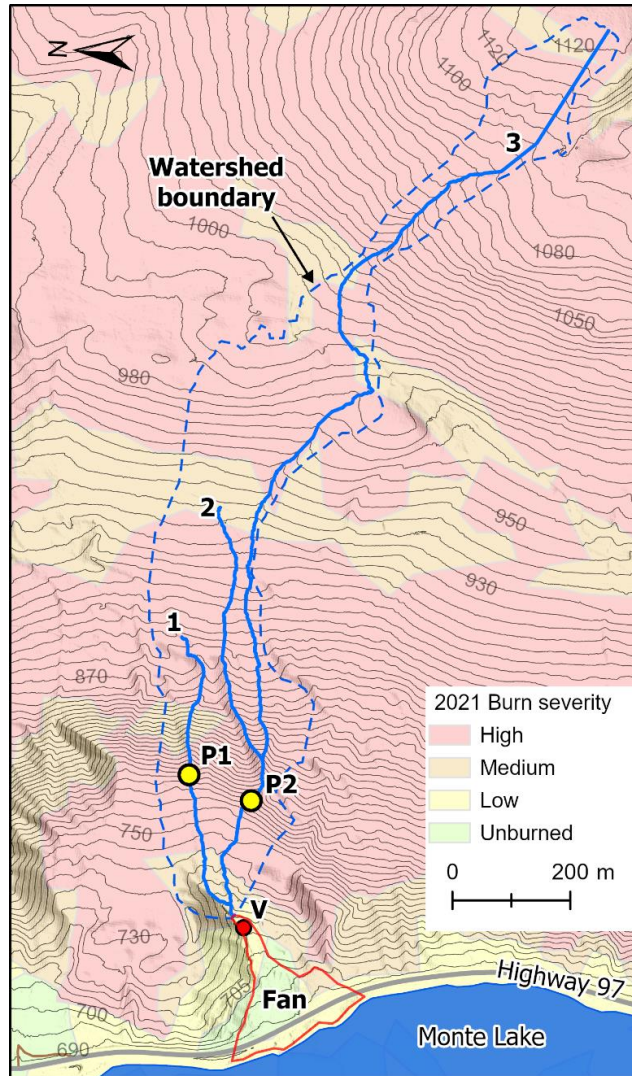 N
1120
1120
1100
3
Watershed
boundary
1000
1080
1050
980
2
950
930
1
870
P1
P2
750
V
730
705
Fan
700
690
Highway 97
Monte Lake
2021 Burn severity
High
Medium
Low
Unburned
0 200 m